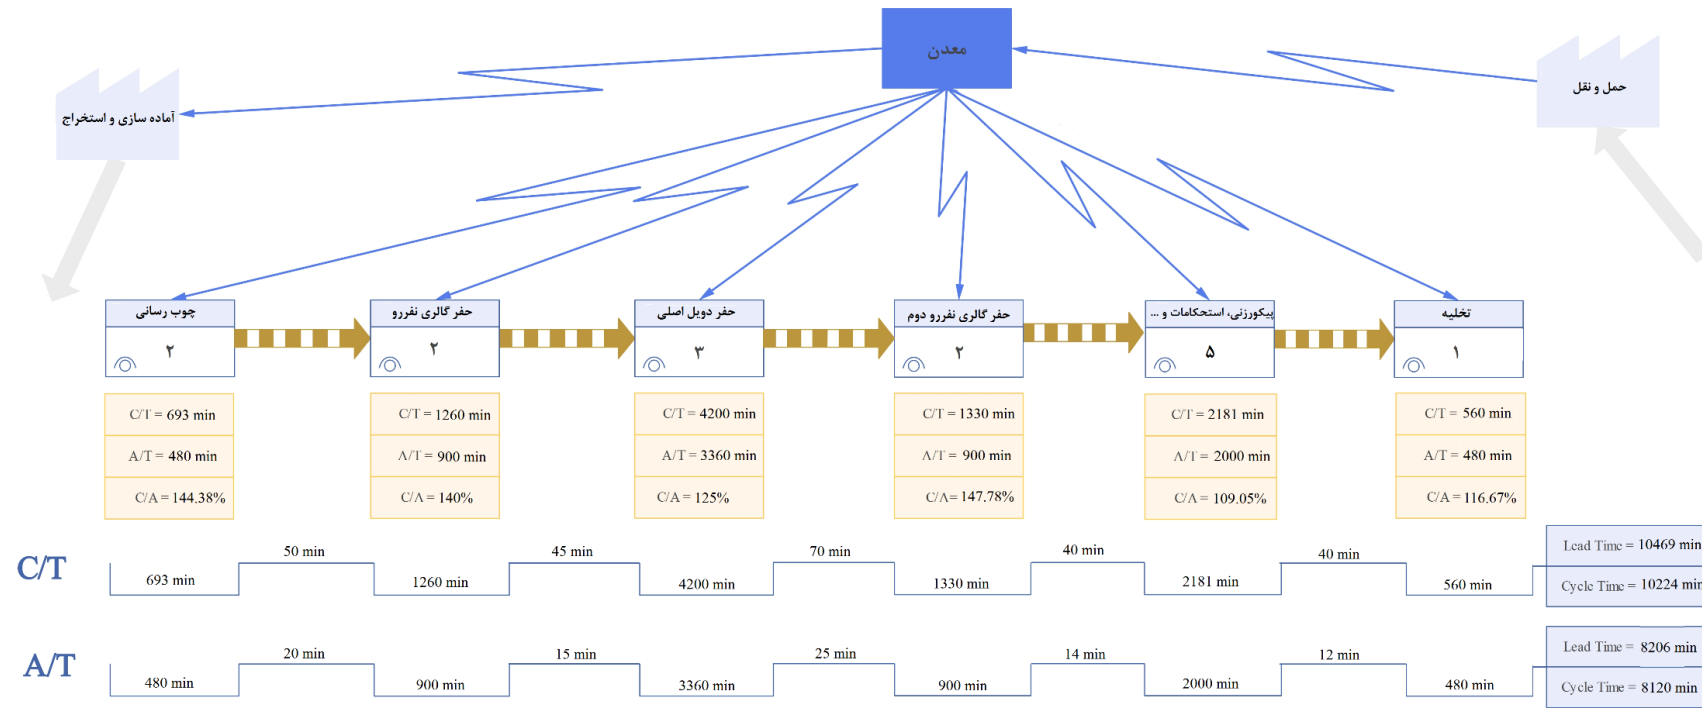 معدن
حمل و نقل
آماده سازی و استخراج
چوب رسانی
۲
حفر گالری نفررو
۲
حفر دویل اصلی
۳
حفر گالری نفررو دوم
۲
پیکورزنی، استحکامات و ...
۵
تخلیه
۱
C/T = 693 min
A/T = 480 min
C/A = 144.38%
C/T = 1260 min
A/T = 900 min
C/A = 140%
C/T = 4200 min
A/T = 3360 min
C/A = 125%
C/T = 1330 min
A/T = 900 min
C/A = 147.78%
C/T = 2181 min
A/T = 2000 min
C/A = 109.05%
C/T = 560 min
A/T = 480 min
C/A = 116.67%
C/T
693 min
50 min
1260 min
45 min
4200 min
70 min
1330 min
40 min
2181 min
40 min
560 min
Lead Time = 10469 min
Cycle Time = 10224 min
A/T
480 min
20 min
900 min
15 min
3360 min
25 min
900 min
14 min
2000 min
12 min
480 min
Lead Time = 8206 min
Cycle Time = 8120 min